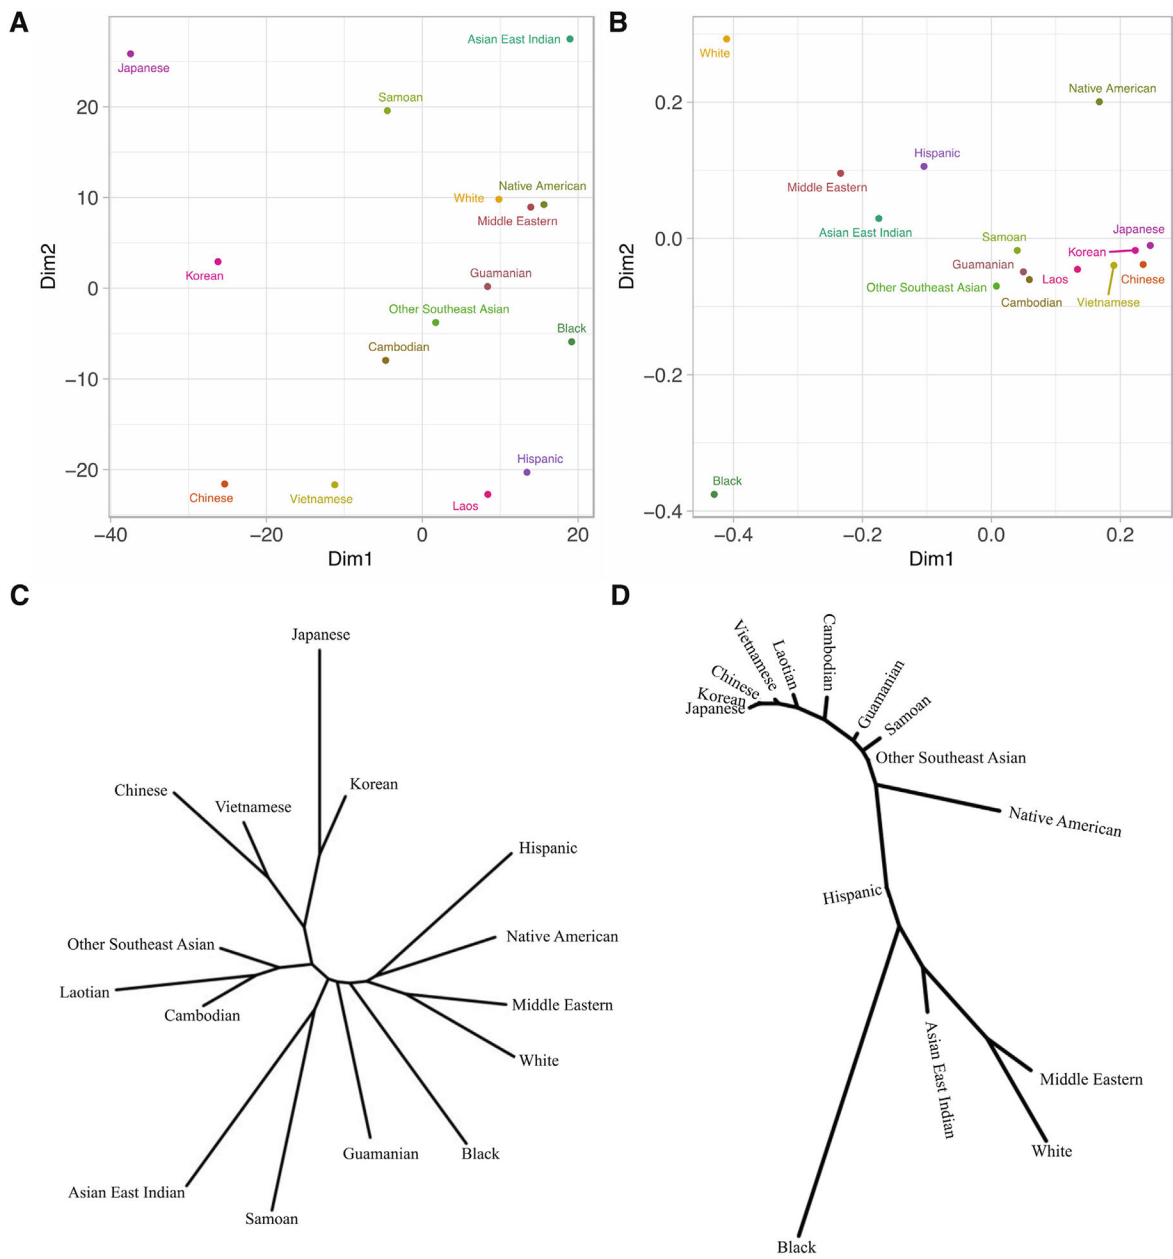 A
Asian East Indian
Japanese
Samoan
20
Native American
White
10
Middle Eastern
Korean
Guamanian
Dim2
0
Other Southeast Asian
Black
Cambodian
−10
Hispanic
−20
Chinese
Vietnamese
Laos
−40
−20
0
20
Dim1
B
White
Native American
0.2
Hispanic
Middle Eastern
Asian East Indian
Japanese
Samoan
0.0
Korean
Dim2
Guamanian
Laos
Chinese
Other Southeast Asian
Cambodian
Vietnamese
−0.2
Black
−0.4
−0.4
−0.2
0.0
0.2
Dim1
C
Japanese
Korean
Chinese
Vietnamese
Hispanic
Native American
Other Southeast Asian
Laotian
Cambodian
Middle Eastern
White
Guamanian
Black
Asian East Indian
Samoan
D
Cambodian
Vietnamese
Laotian
Chinese
Korean
Japanese
Guamanian
Samoan
Other Southeast Asian
Native American
Hispanic
Asian East Indian
Middle Eastern
White
Black